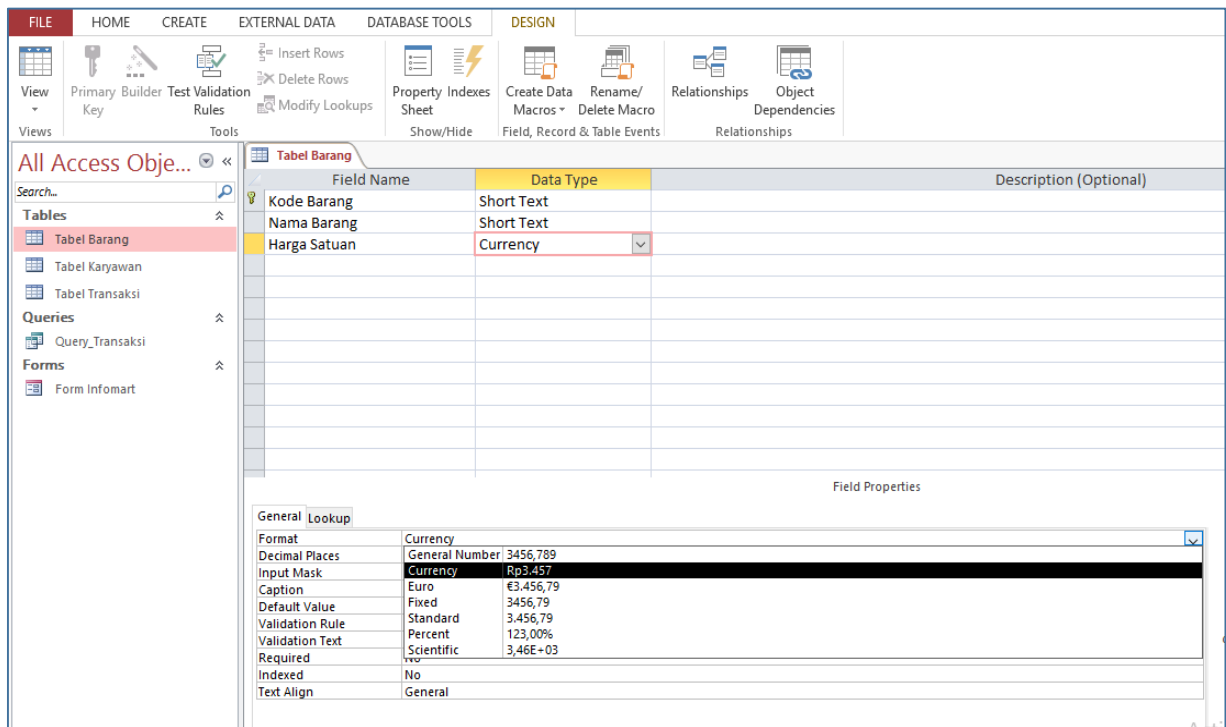 FILE HOME CREATE EXTERNAL DATA DATABASE TOOLS DESIGN
View
Primary Key
Builder
Test Validation Rules
Insert Rows
Delete Rows
Modify Lookups
Property Sheet
Indexes
Create Data Macros
Rename/ Delete Macro
Relationships
Object Dependencies
Views Tools Show/Hide Field, Record & Table Events Relationships
All Access Obje... «
Search...
Tables
Tabel Barang
Tabel Karyawan
Tabel Transaksi
Queries
Query_Transaksi
Forms
Form Infomart
Tabel Barang
Field Name Data Type Description (Optional)
Kode Barang Short Text
Nama Barang Short Text
Harga Satuan Currency
Field Properties
General Lookup
Format Currency
Decimal Places
Input Mask
Caption
Default Value
Validation Rule
Validation Text
Required No
Indexed No
Text Align General
General Number 3456,789
Currency Rp3.457
Euro €3.456,79
Fixed 3456,79
Standard 3.456,79
Percent 123,00%
Scientific 3,46E+03